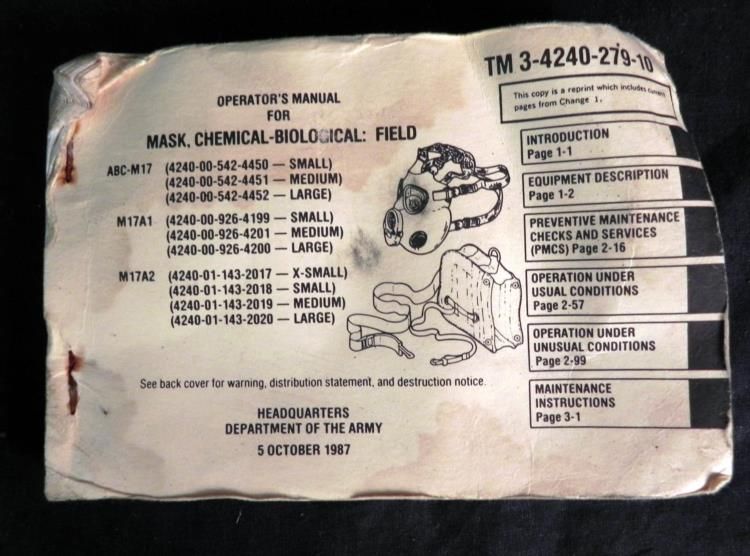 TM 3-4240-279-10
This copy is a reprint which includes current
pages from Change 1.
OPERATOR'S MANUAL
FOR
MASK, CHEMICAL-BIOLOGICAL: FIELD
ABC-M17 (4240-00-542-4450 — SMALL)
(4240-00-542-4451 — MEDIUM)
(4240-00-542-4452 — LARGE)
M17A1 (4240-00-926-4199 — SMALL)
(4240-00-926-4201 — MEDIUM)
(4240-00-926-4200 — LARGE)
M17A2 (4240-01-143-2017 — X-SMALL)
(4240-01-143-2018 — SMALL)
(4240-01-143-2019 — MEDIUM)
(4240-01-143-2020 — LARGE)
See back cover for warning, distribution statement, and destruction notice.
HEADQUARTERS
DEPARTMENT OF THE ARMY
5 OCTOBER 1987
INTRODUCTION
Page 1-1
EQUIPMENT DESCRIPTION
Page 1-2
PREVENTIVE MAINTENANCE
CHECKS AND SERVICES
(PMCS) Page 2-16
OPERATION UNDER
USUAL CONDITIONS
Page 2-57
OPERATION UNDER
UNUSUAL CONDITIONS
Page 2-99
MAINTENANCE
INSTRUCTIONS
Page 3-1